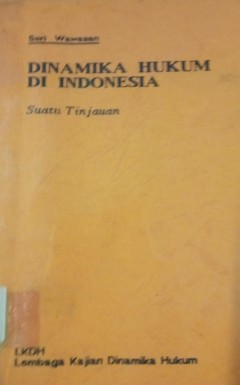 Seri Wawasan
DINAMIKA HUKUM
DI INDONESIA
Suatu Tinjauan
LKDH
Lembaga Kajian Dinamika Hukum